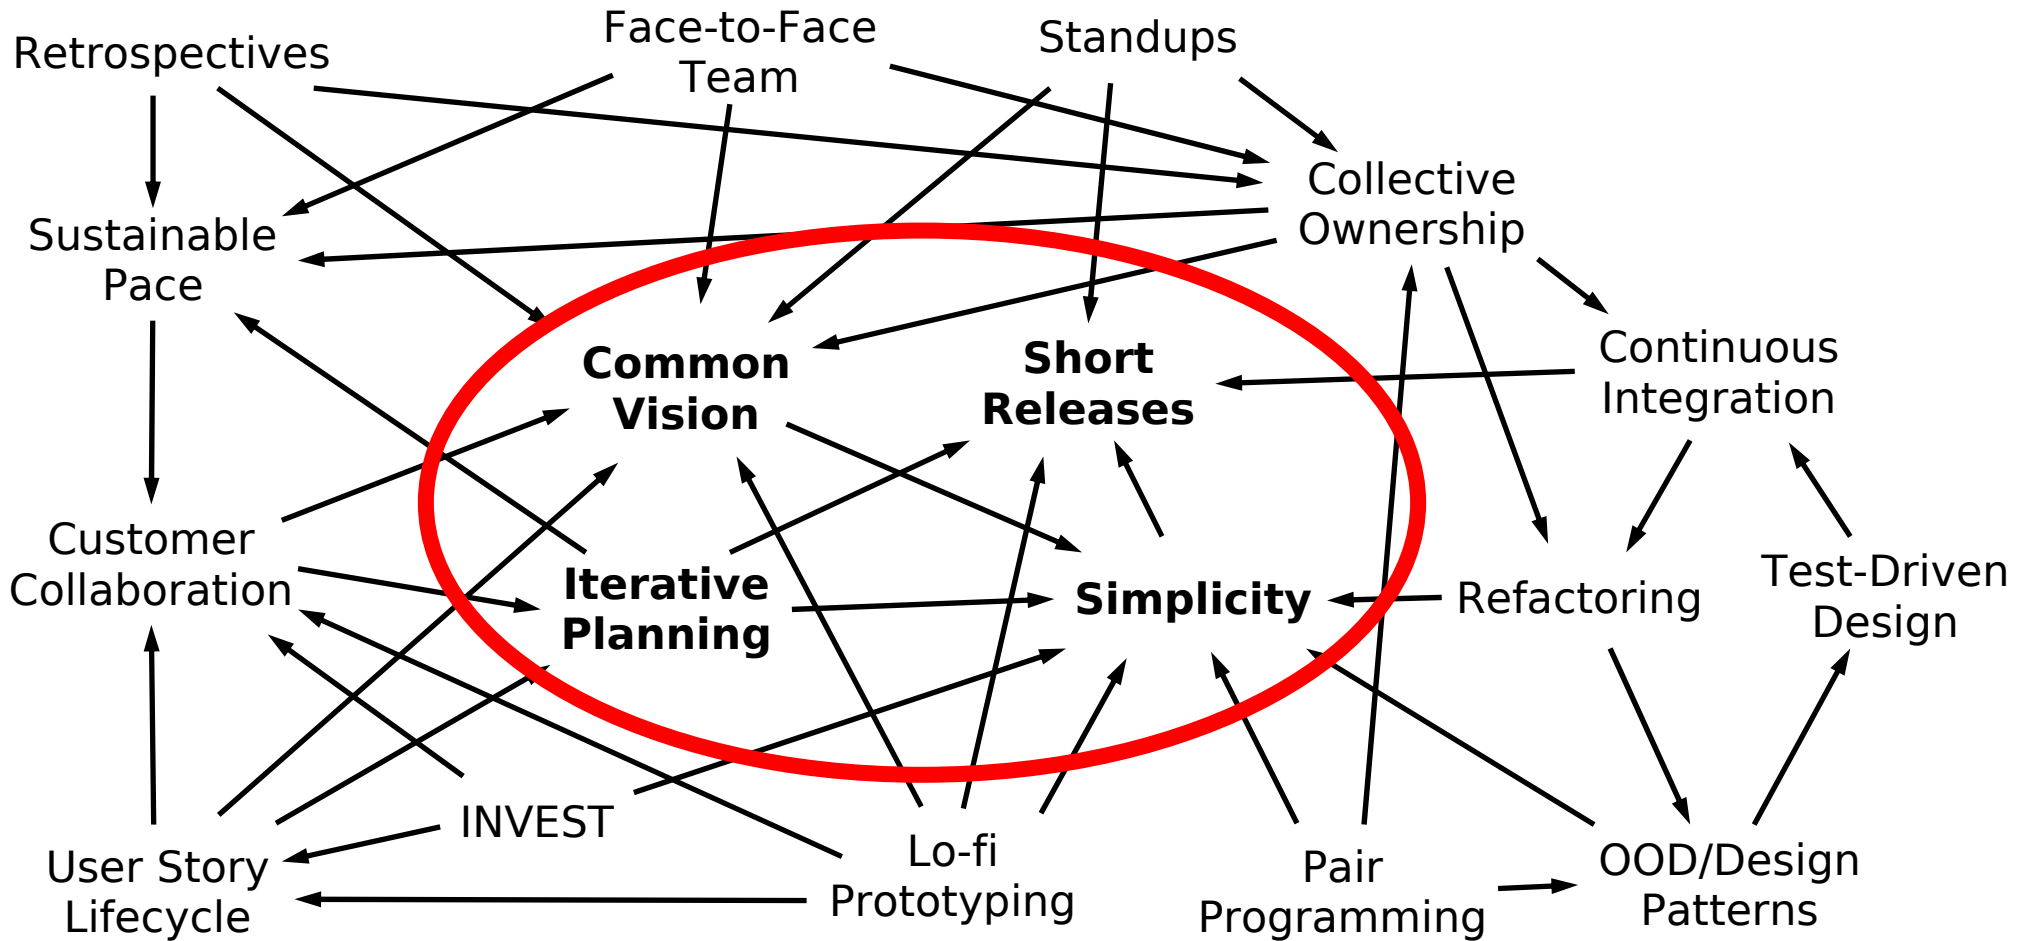 Retrospectives
Face-to-Face
Team
Standups
Collective
Ownership
Sustainable
Pace
Common
Vision
Short
Releases
Continuous
Integration
Customer
Collaboration
Iterative
Planning
Simplicity
Refactoring
Test-Driven
Design
User Story
Lifecycle
INVEST
Lo-fi
Prototyping
Pair
Programming
OOD/Design
Patterns